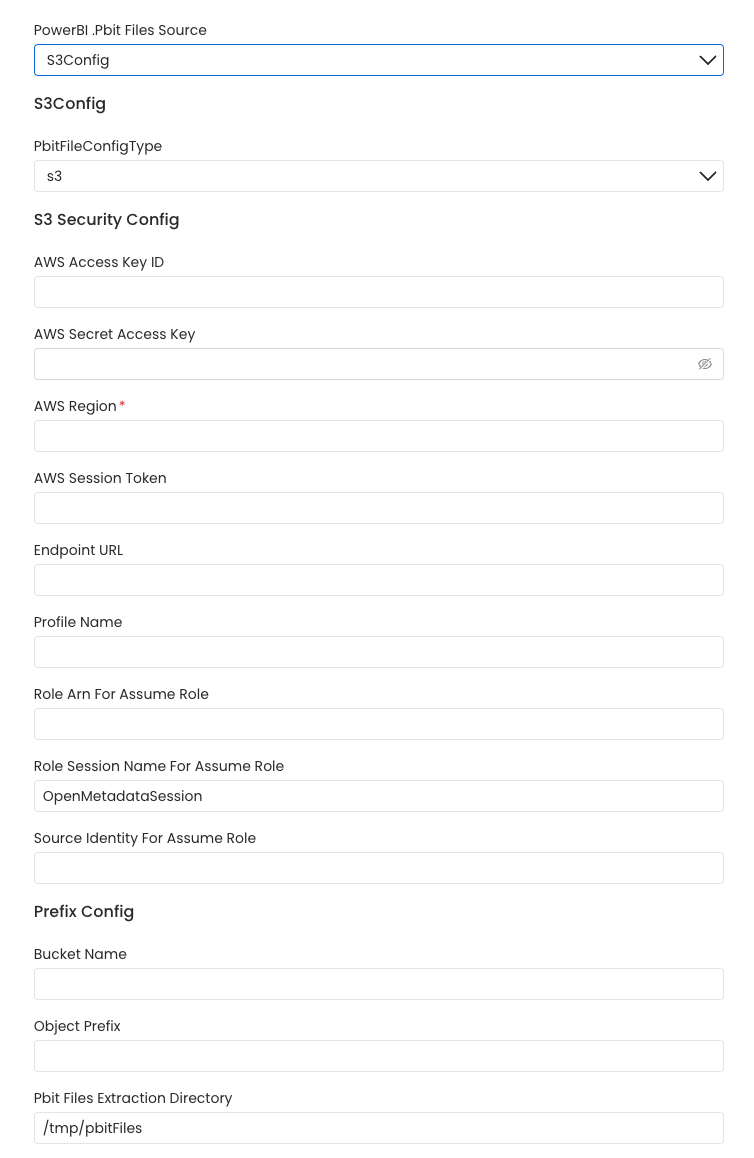 PowerBI .Pbit Files Source
S3Config
S3Config
PbitFileConfigType
s3
S3 Security Config
AWS Access Key ID
AWS Secret Access Key
AWS Region*
AWS Session Token
Endpoint URL
Profile Name
Role Arn For Assume Role
Role Session Name For Assume Role
OpenMetadataSession
Source Identity For Assume Role
Prefix Config
Bucket Name
Object Prefix
Pbit Files Extraction Directory
/tmp/pbitFiles